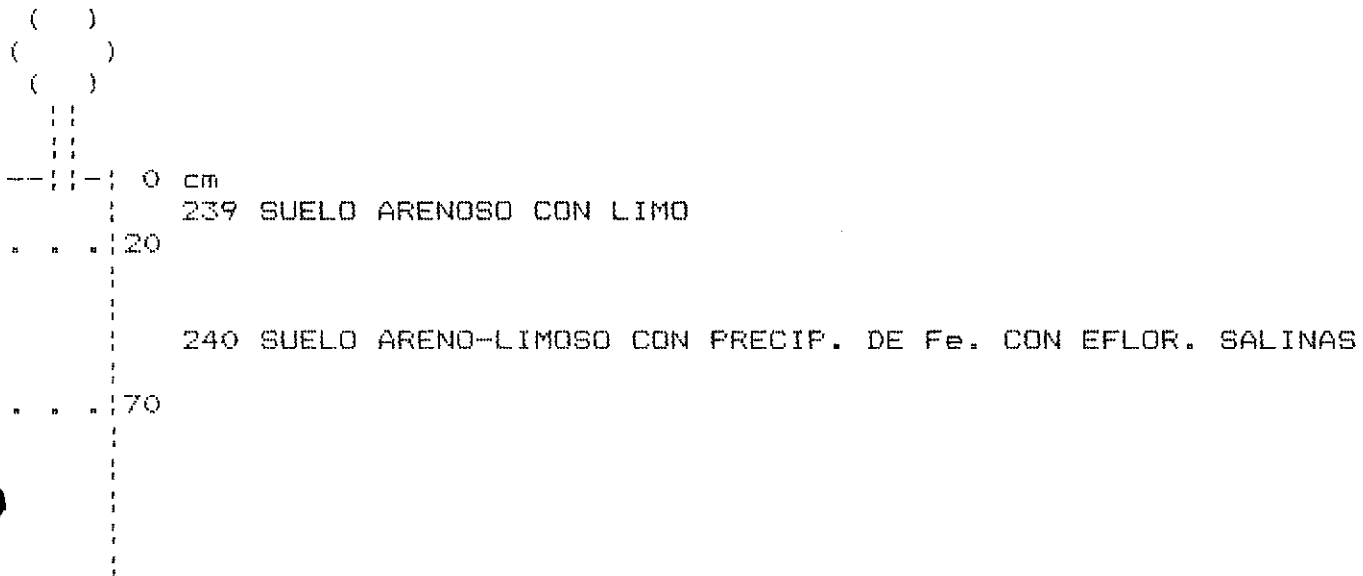 0 cm
239 SUELO ARENOSO CON LIMO
20
240 SUELO ARENO-LIMOSO CON PRECIP. DE Fe. CON EFLOR. SALINAS
70